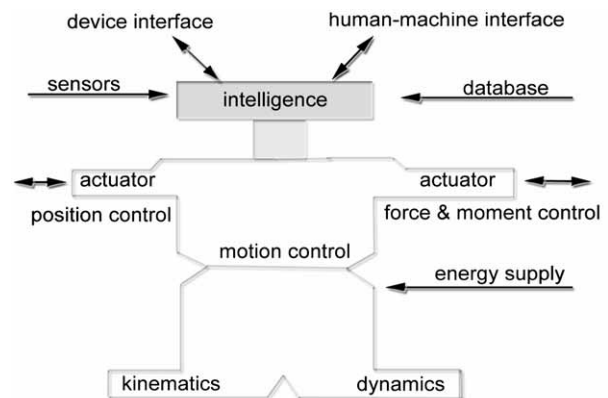 device interface
human-machine interface
sensors
intelligence
database
actuator
actuator
position control
force & moment control
motion control
energy supply
kinematics
dynamics